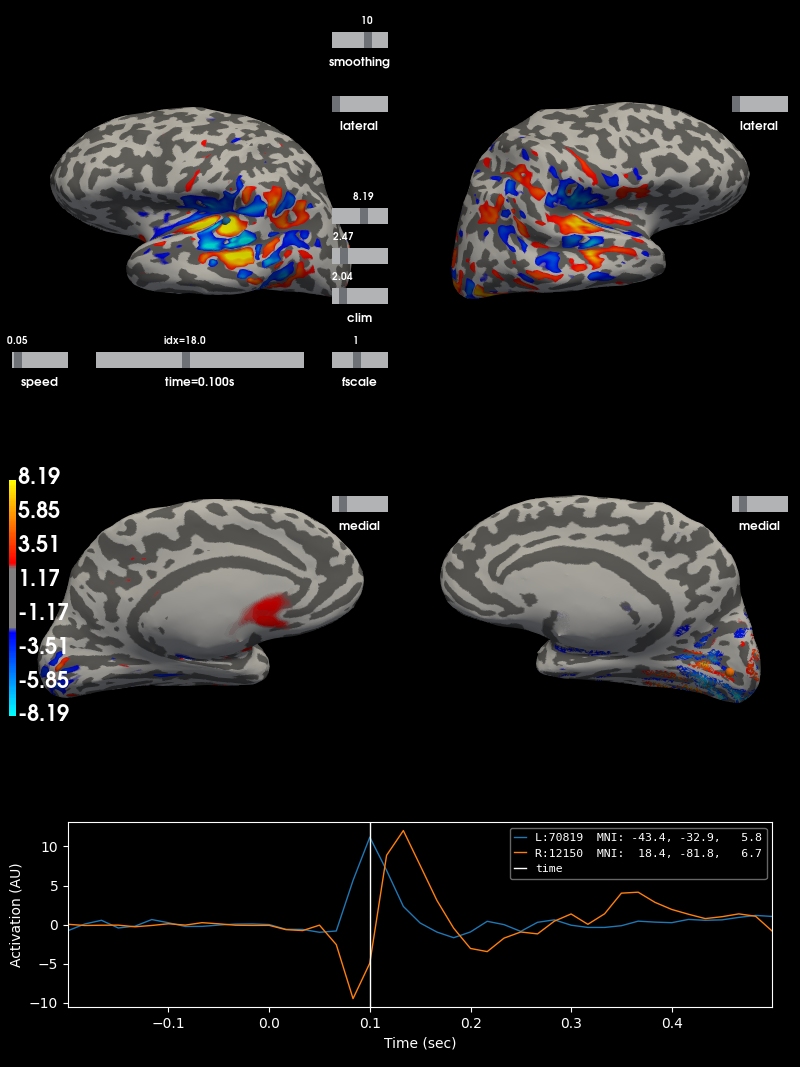 10
smoothing
lateral
lateral
8.19
2.47
2.04
clim
0.05
idx=18.0
1
speed
time=0.100s
fscale
8.19
5.85
3.51
1.17
-1.17
-3.51
-5.85
-8.19
medial
medial
10
5
0
−5
−10
Activation (AU)
L:70819 MNI: -43.4, -32.9, 5.8
R:12150 MNI: 18.4, -81.8, 6.7
time
−0.1 0.0 0.1 0.2 0.3 0.4
Time (sec)